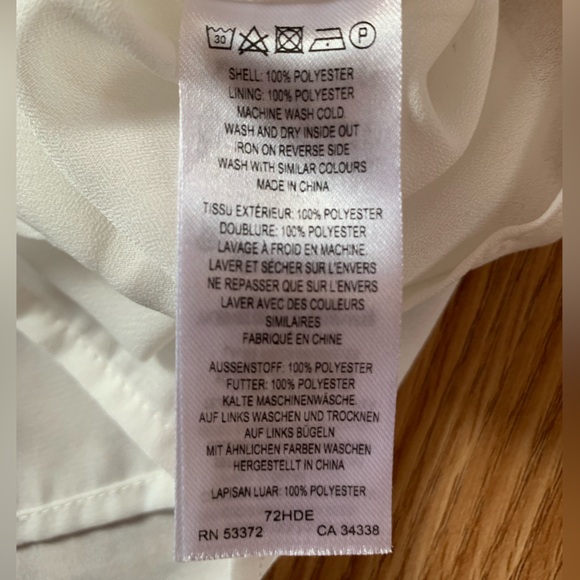 30 P
SHELL: 100% POLYESTER
LINING: 100% POLYESTER
MACHINE WASH COLD.
WASH AND DRY INSIDE OUT
IRON ON REVERSE SIDE
WASH WITH SIMILAR COLOURS
MADE IN CHINA
TISSU EXTÉRIEUR: 100% POLYESTER
DOUBLURE: 100% POLYESTER
LAVAGE À FROID EN MACHINE.
LAVER ET SÉCHER SUR L'ENVERS
NE REPASSER QUE SUR L'ENVERS
LAVER AVEC DES COULEURS
SIMILAIRES
FABRIQUÉ EN CHINE
AUSSENSTOFF: 100% POLYESTER
FUTTER: 100% POLYESTER
KALTE MASCHINENWÄSCHE.
AUF LINKS WASCHEN UND TROCKNEN
AUF LINKS BÜGELN
MIT ÄHNLICHEN FARBEN WASCHEN
HERGESTELLT IN CHINA
LAPISAN LUAR: 100% POLYESTER
72HDE
RN 53372 CA 34338